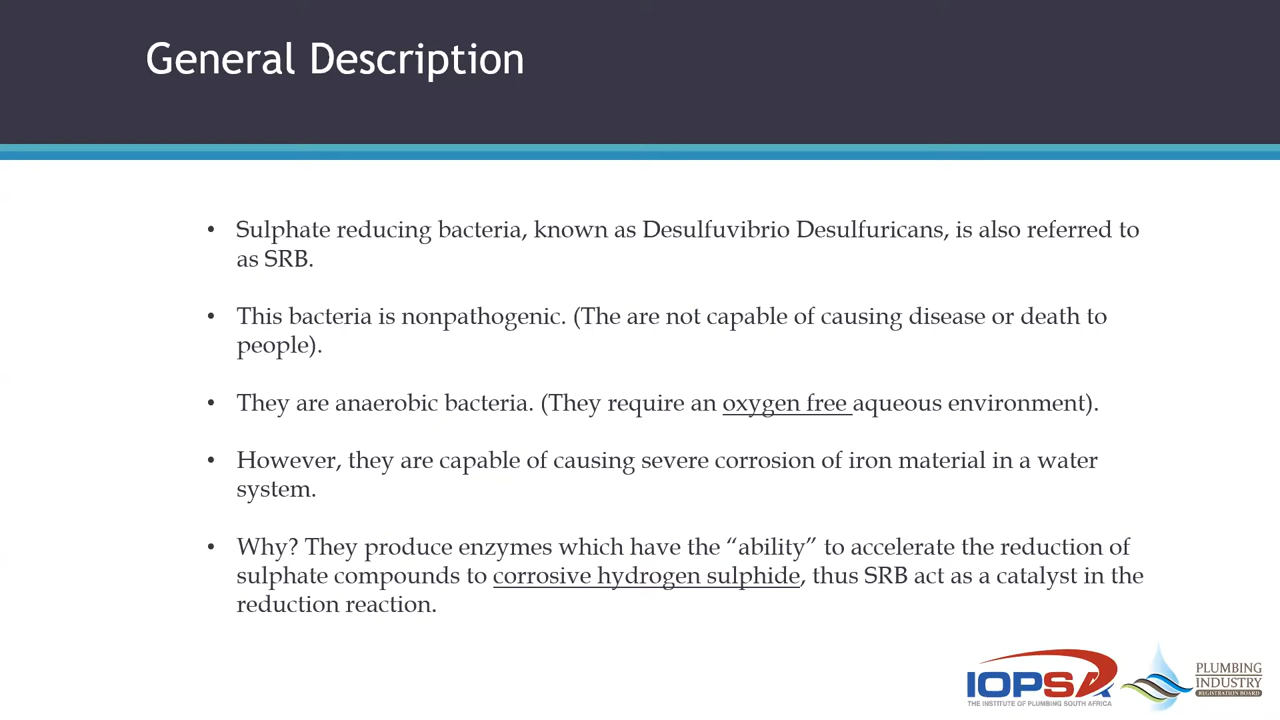 General Description
• Sulphate reducing bacteria, known as Desulfuvibrio Desulfuricans, is also referred to
as SRB.
• This bacteria is nonpathogenic. (The are not capable of causing disease or death to
people).
• They are anaerobic bacteria. (They require an oxygen free aqueous environment).
• However, they are capable of causing severe corrosion of iron material in a water
system.
• Why? They produce enzymes which have the “ability” to accelerate the reduction of
sulphate compounds to corrosive hydrogen sulphide, thus SRB act as a catalyst in the
reduction reaction.
IOPSA
THE INSTITUTE OF PLUMBING SOUTH AFRICA
PLUMBING
INDUSTRY
REGISTRATION BOARD